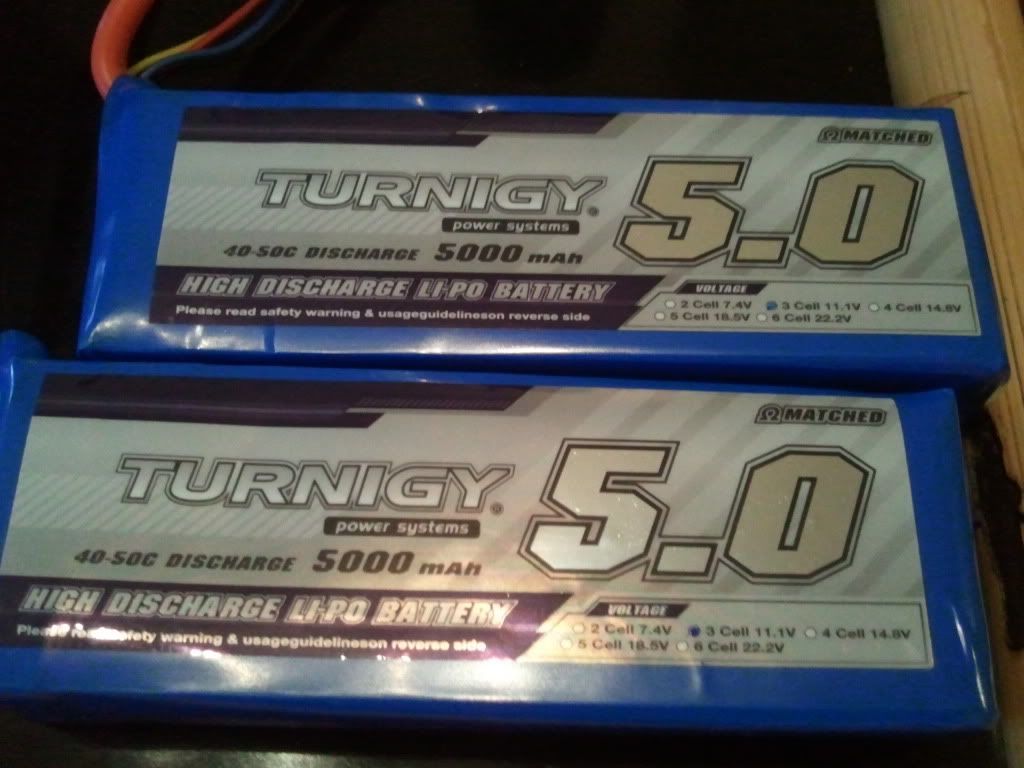 Ω MATCHED
TURNIGY®
power systems
5.0
40-50C DISCHARGE 5000 mAh
HIGH DISCHARGE LI-PO BATTERY
Please read safety warning & usageguidelineson reverse side
VOLTAGE
2 Cell 7.4V 3 Cell 11.1V 4 Cell 14.8V
5 Cell 18.5V 6 Cell 22.2V
Ω MATCHED
TURNIGY®
power systems
5.0
40-50C DISCHARGE 5000 mAh
HIGH DISCHARGE LI-PO BATTERY
Please read safety warning & usageguidelineson reverse side
VOLTAGE
2 Cell 7.4V 3 Cell 11.1V 4 Cell 14.8V
5 Cell 18.5V 6 Cell 22.2V